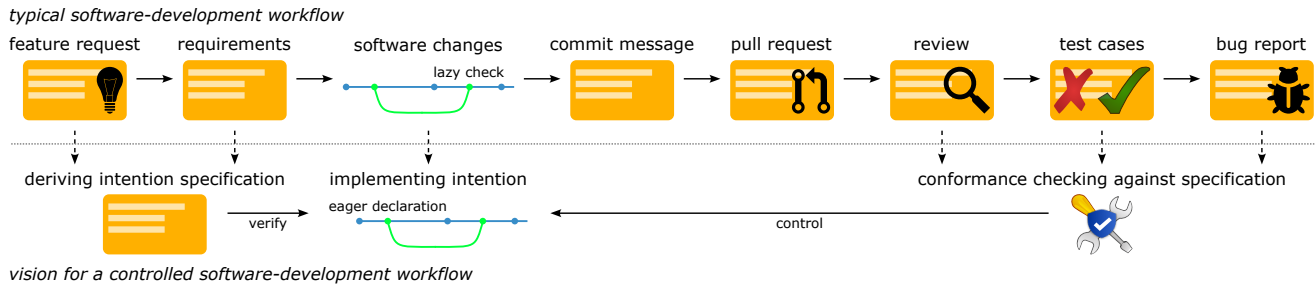 typical software-development workflow
feature request
requirements
software changes
commit message
pull request
review
test cases
bug report
lazy check
deriving intention specification
implementing intention
conformance checking against specification
eager declaration
verify
control
vision for a controlled software-development workflow